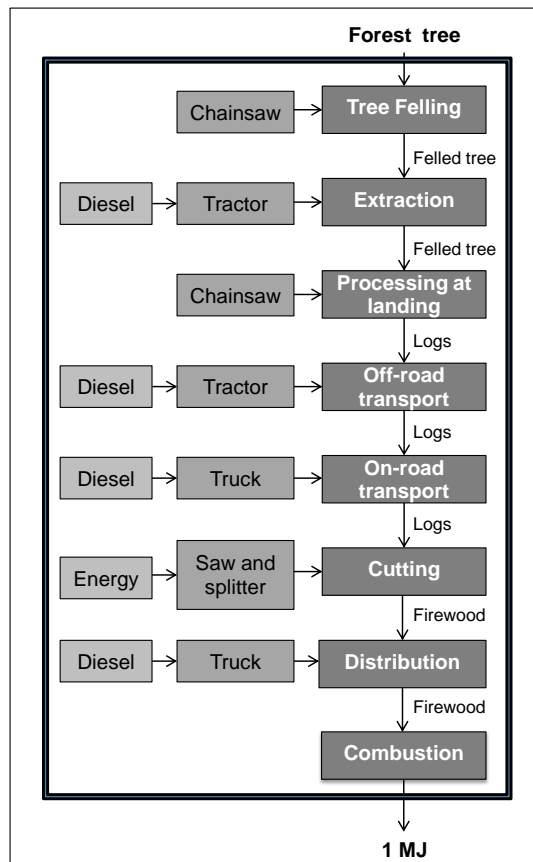 Forest tree
Chainsaw
Tree Felling
Felled tree
Diesel
Tractor
Extraction
Felled tree
Chainsaw
Processing at
landing
Logs
Diesel
Tractor
Off-road
transport
Logs
Diesel
Truck
On-road
transport
Logs
Energy
Saw and
splitter
Cutting
Firewood
Diesel
Truck
Distribution
Firewood
Combustion
1 MJ